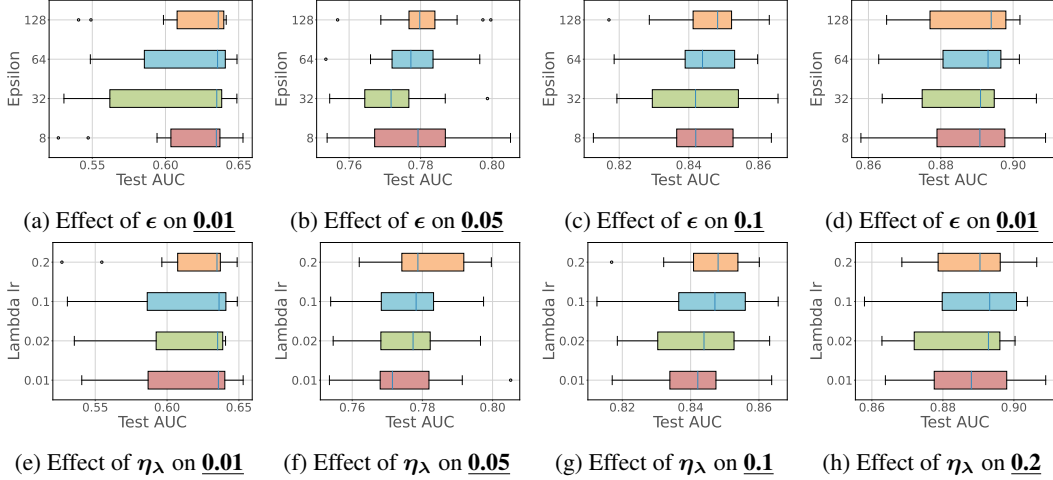 128
64
32
8
Epsilon
0.55 0.60 0.65
Test AUC
(a) Effect of ϵ on 0.01
128
64
32
8
Epsilon
0.76 0.78 0.80
Test AUC
(b) Effect of ϵ on 0.05
128
64
32
8
Epsilon
0.82 0.84 0.86
Test AUC
(c) Effect of ϵ on 0.1
128
64
32
8
Epsilon
0.86 0.88 0.90
Test AUC
(d) Effect of ϵ on 0.01
0.2
0.1
0.02
0.01
Lambda lr
0.55 0.60 0.65
Test AUC
(e) Effect of ηλ on 0.01
0.2
0.1
0.02
0.01
Lambda lr
0.76 0.78 0.80
Test AUC
(f) Effect of ηλ on 0.05
0.2
0.1
0.02
0.01
Lambda lr
0.82 0.84 0.86
Test AUC
(g) Effect of ηλ on 0.1
0.2
0.1
0.02
0.01
Lambda lr
0.86 0.88 0.90
Test AUC
(h) Effect of ηλ on 0.2